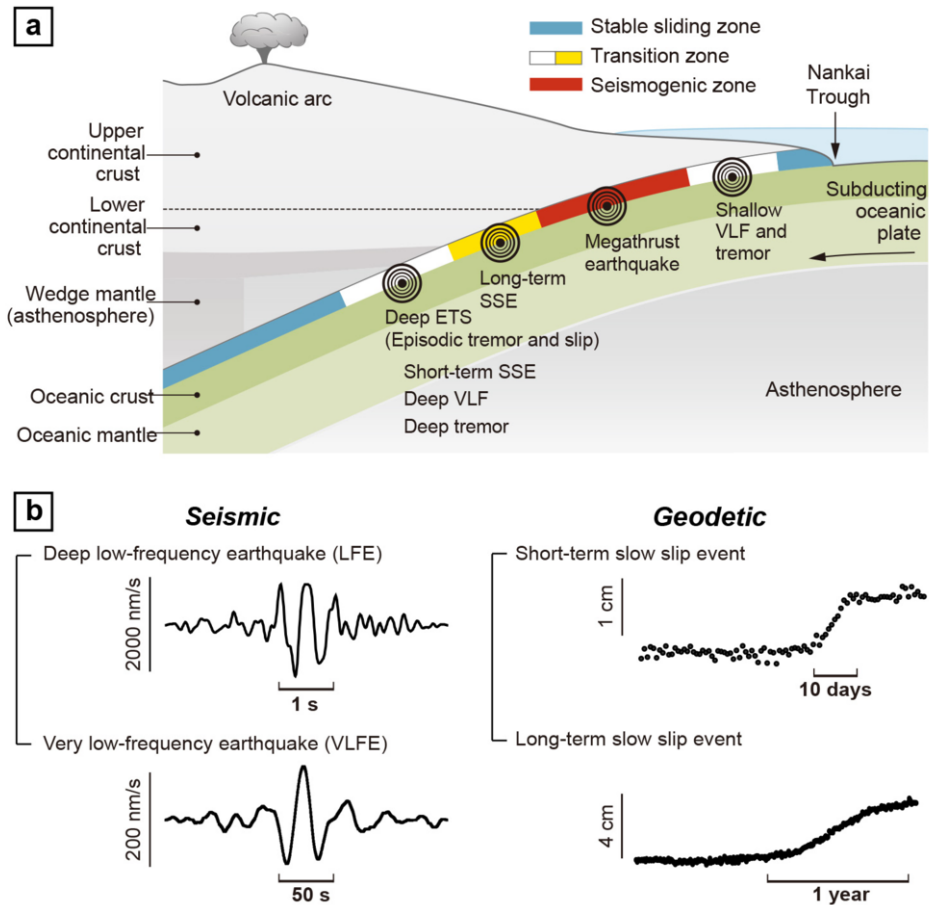 a
Stable sliding zone
Transition zone
Seismogenic zone
Nankai
Trough
Volcanic arc
Upper
continental
crust
Lower
continental
crust
Wedge mantle
(asthenosphere)
Oceanic crust
Oceanic mantle
Subducting
oceanic
plate
Shallow
VLF and
tremor
Megathrust
earthquake
Long-term
SSE
Deep ETS
(Episodic tremor and slip)
Short-term SSE
Deep VLF
Deep tremor
Asthenosphere
b
Seismic
Deep low-frequency earthquake (LFE)
2000 nm/s
1 s
Very low-frequency earthquake (VLFE)
200 nm/s
50 s
Geodetic
Short-term slow slip event
1 cm
10 days
Long-term slow slip event
4 cm
1 year